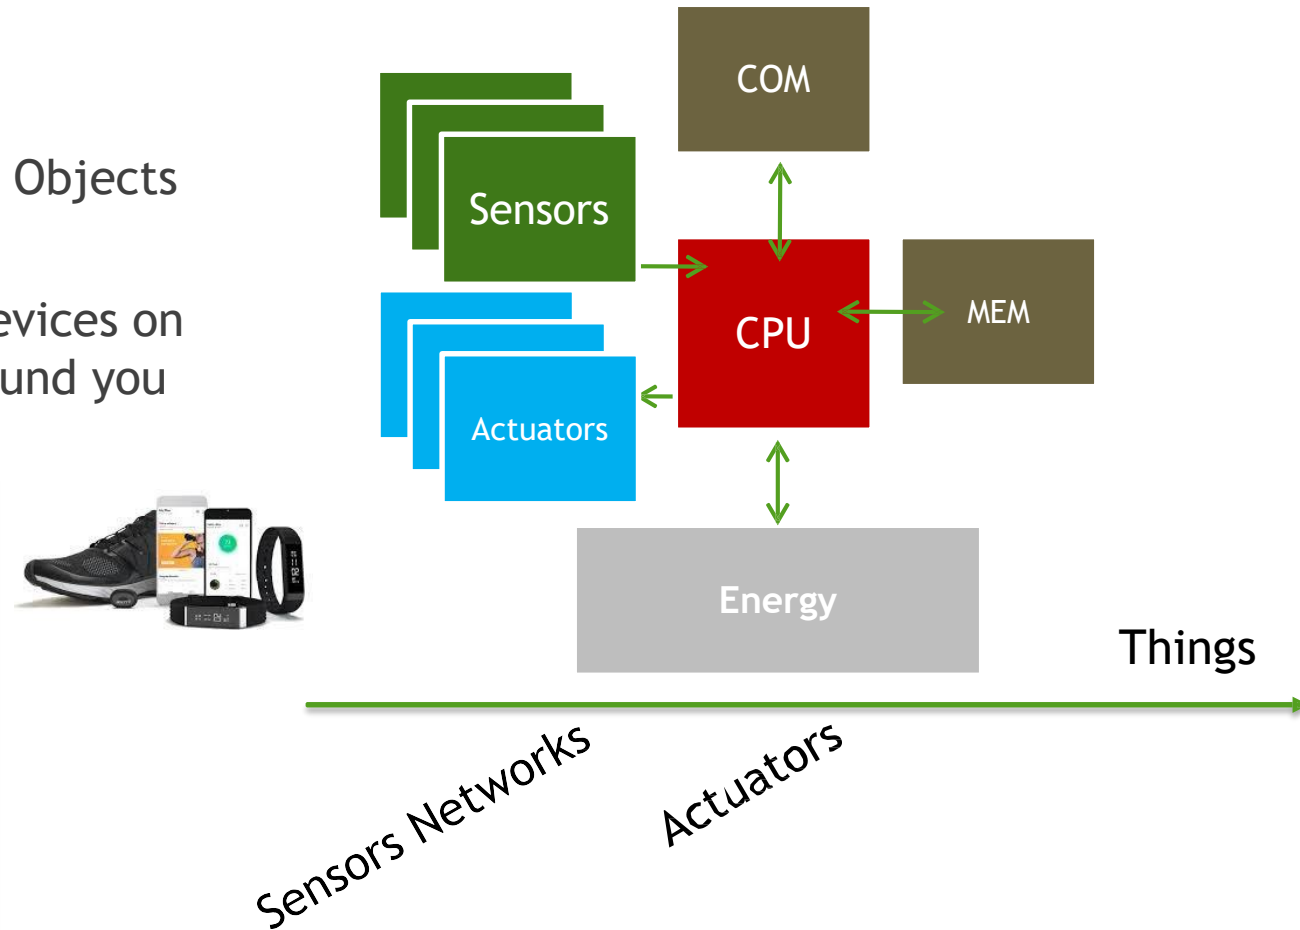 COM
Objects
Sensors
evices on
und you
CPU
MEM
Actuators
Energy
Things
Sensors Networks
Actuators